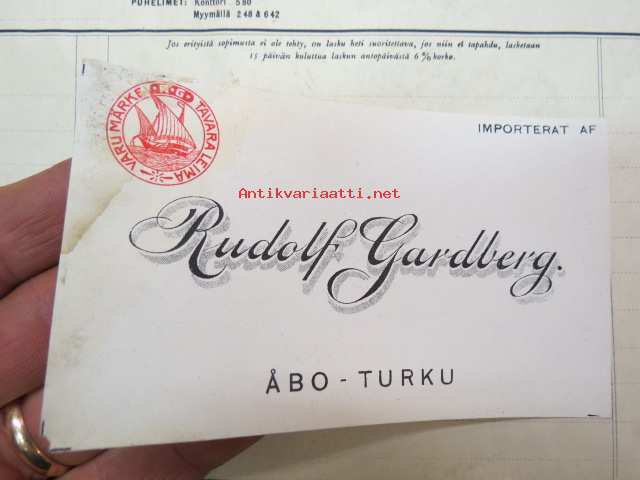 PUHELIMET: Konttori 580
Myymälä 248 & 642
Jos erityistä sopimusta ei ole tehty, on lasku heti suoritettava, jos niin ei tapahdu, lasketaan
15 päivän kuluttua laskun antopäivästä 6 % korko.
VARUMÄRKE TAVARALEIMA
IMPORTERAT AF
Antikvariaatti.net
Rudolf Gardberg.
ÅBO - TURKU